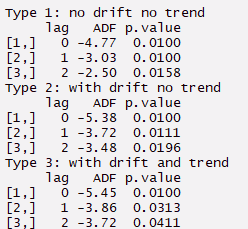 Type 1: no drift no trend
lag ADF p.value
[1,] 0 -4.77 0.0100
[2,] 1 -3.03 0.0100
[3,] 2 -2.50 0.0158
Type 2: with drift no trend
lag ADF p.value
[1,] 0 -5.38 0.0100
[2,] 1 -3.72 0.0111
[3,] 2 -3.48 0.0196
Type 3: with drift and trend
lag ADF p.value
[1,] 0 -5.45 0.0100
[2,] 1 -3.86 0.0313
[3,] 2 -3.72 0.0411